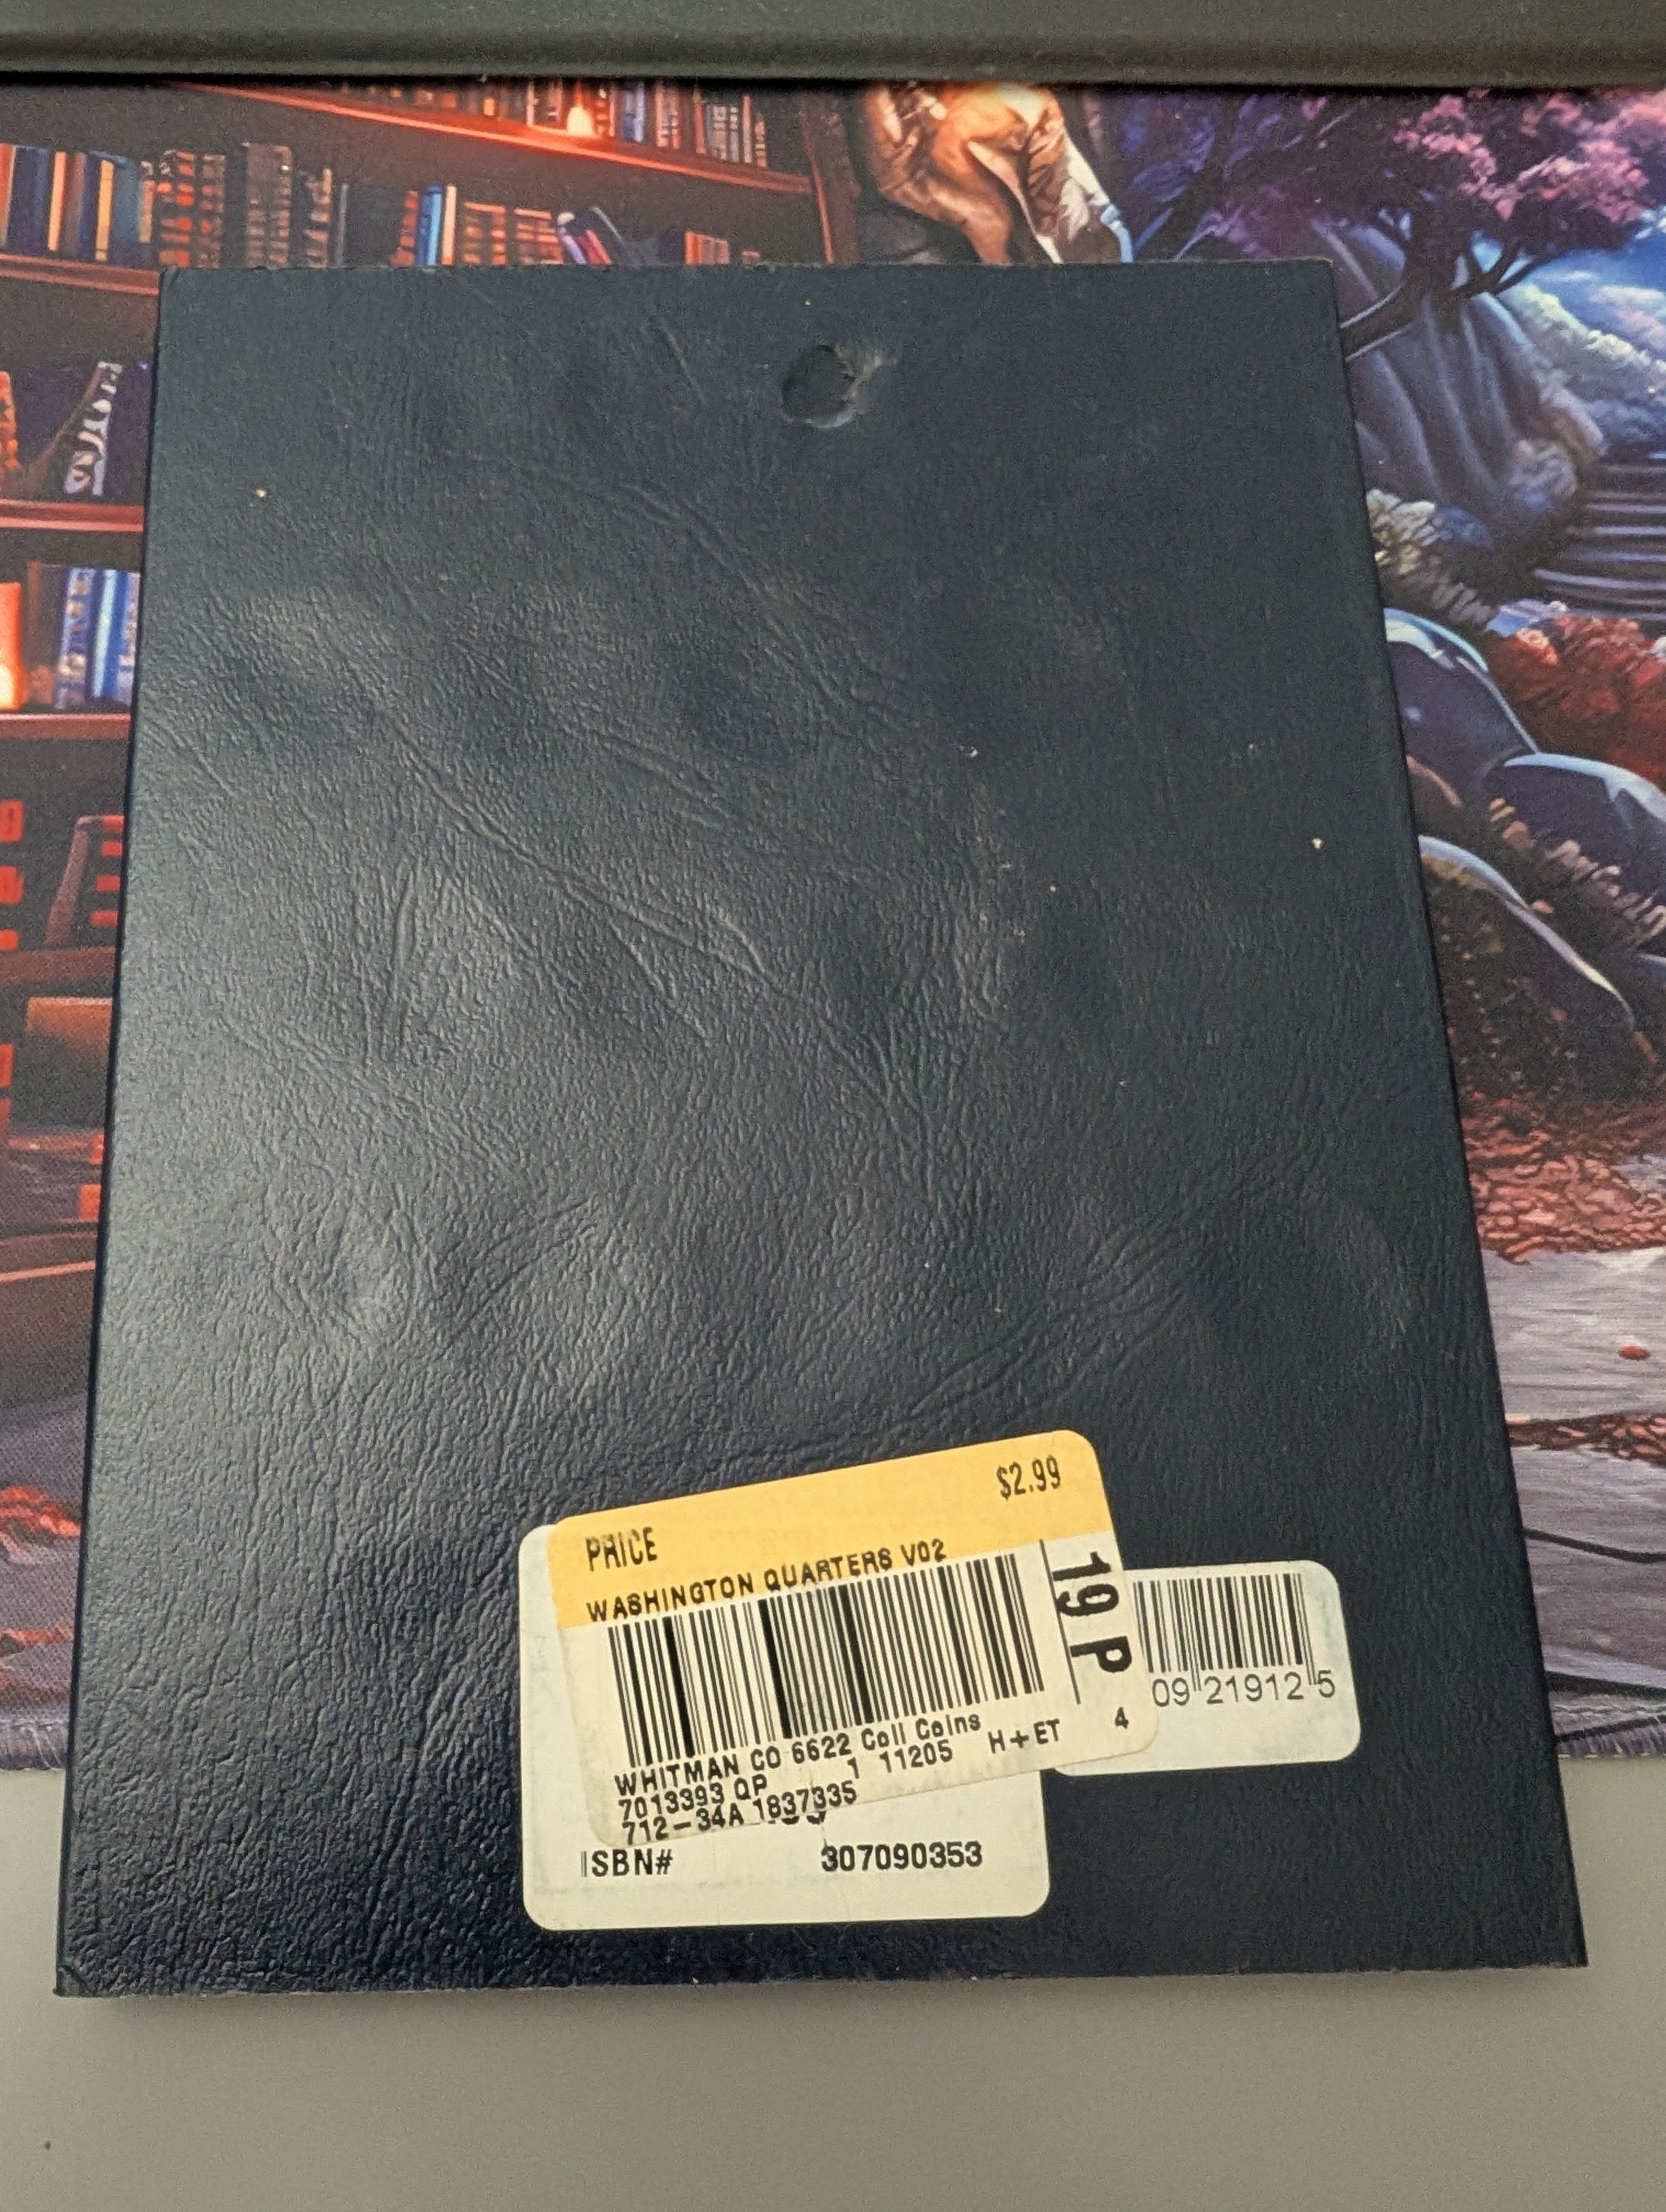 $2.99
PRICE
WASHINGTON QUARTERS V02
19 P
4
WHITMAN CO 6622 Coll Coins
7013393 QP 1 11205 H+ET
712-34A 1837335
09 21912 5
ISBN# 307090353